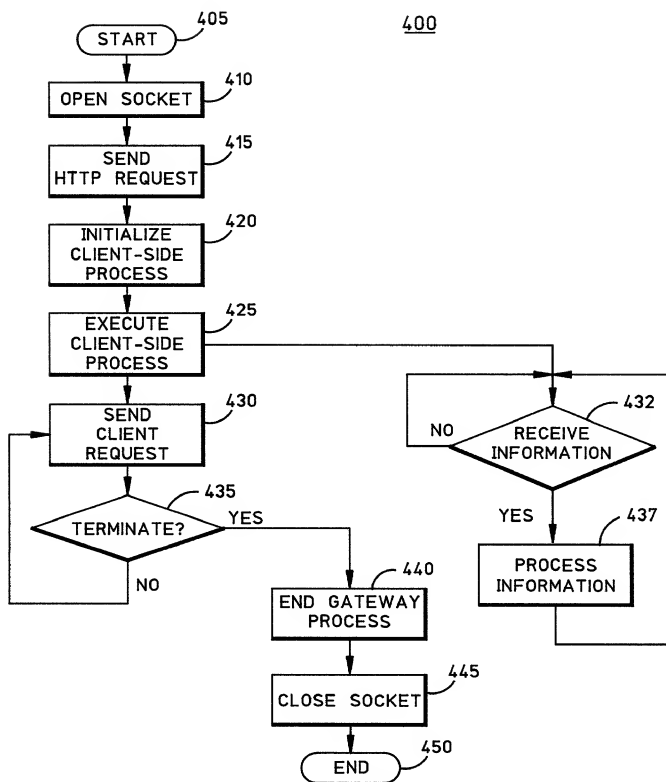 START
405
400
OPEN SOCKET
410
SEND
HTTP REQUEST
415
INITIALIZE
CLIENT-SIDE
PROCESS
420
EXECUTE
CLIENT-SIDE
PROCESS
425
SEND
CLIENT
REQUEST
430
RECEIVE
INFORMATION
432
NO
YES
TERMINATE?
435
YES
NO
PROCESS
INFORMATION
437
END GATEWAY
PROCESS
440
CLOSE SOCKET
445
END
450